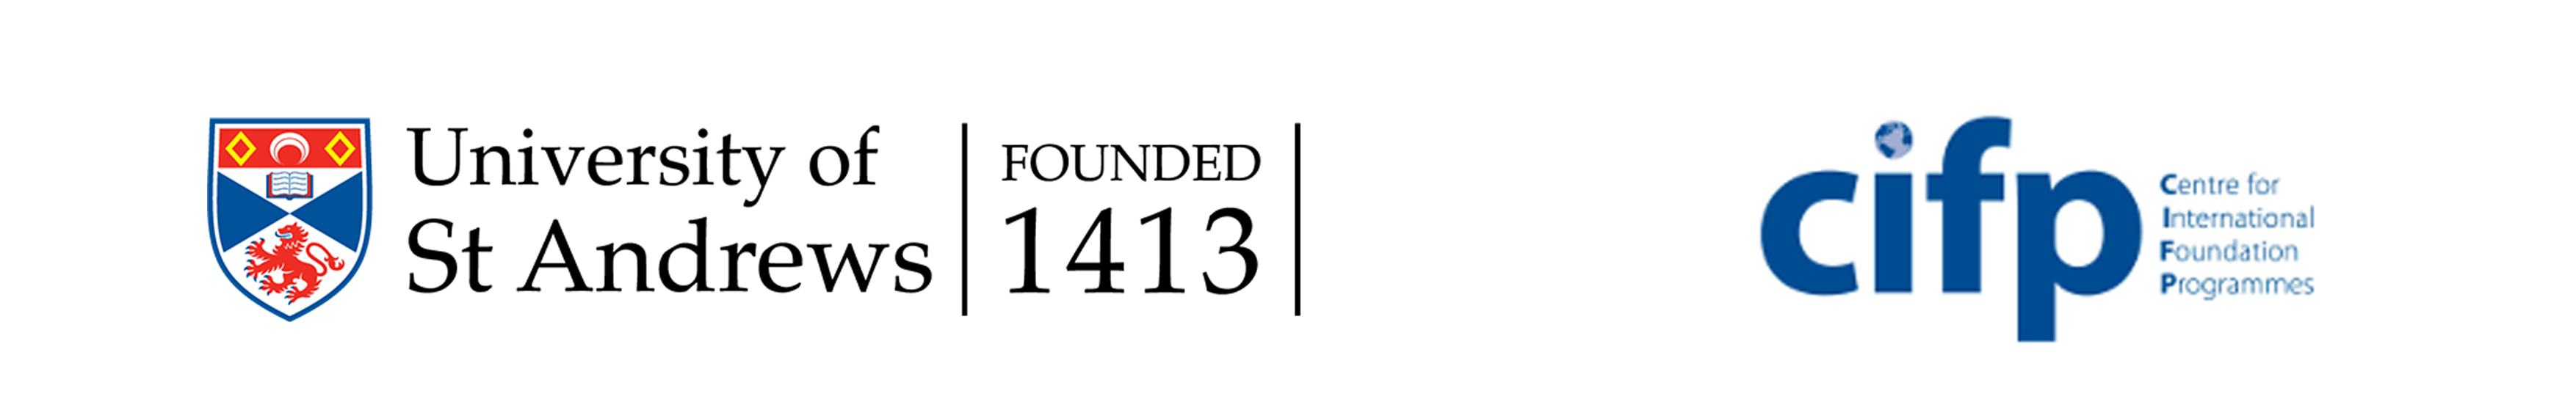 University of
St Andrews
FOUNDED
1413
cifp
Centre for
International
Foundation
Programmes